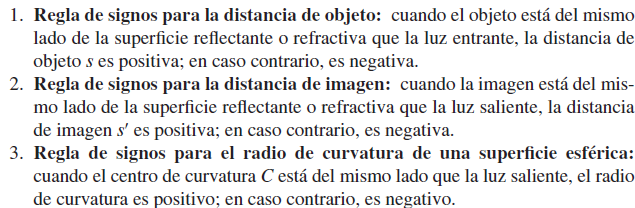 1. Regla de signos para la distancia de objeto: cuando el objeto está del mismo
lado de la superficie reflectante o refractiva que la luz entrante, la distancia de
objeto s es positiva; en caso contrario, es negativa.
2. Regla de signos para la distancia de imagen: cuando la imagen está del mis-
mo lado de la superficie reflectante o refractiva que la luz saliente, la distancia
de imagen s′ es positiva; en caso contrario, es negativa.
3. Regla de signos para el radio de curvatura de una superficie esférica:
cuando el centro de curvatura C está del mismo lado que la luz saliente, el radio
de curvatura es positivo; en caso contrario, es negativo.